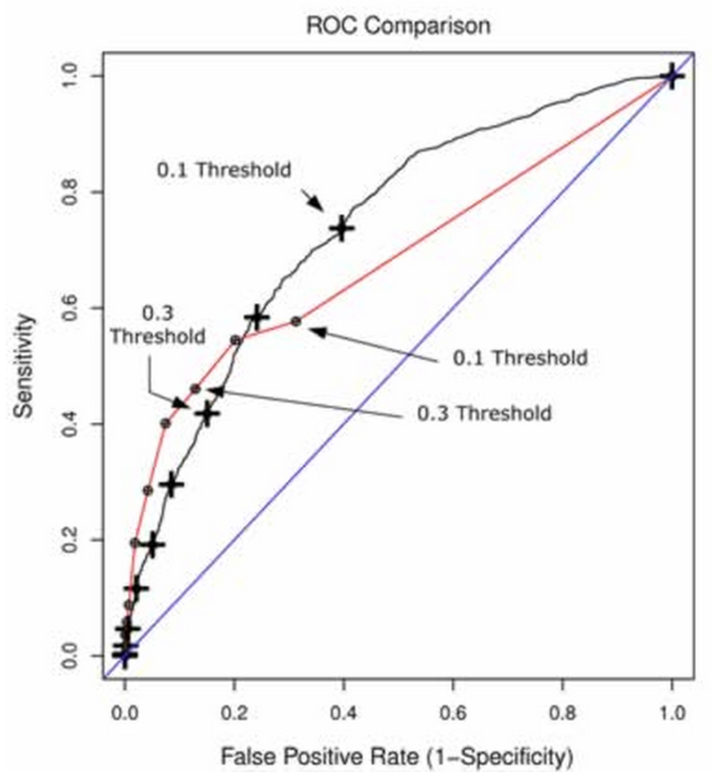 ROC Comparison
1.0
0.8
0.6
0.4
0.2
0.0
Sensitivity
0.1 Threshold
0.3
Threshold
0.1 Threshold
0.3 Threshold
0.0 0.2 0.4 0.6 0.8 1.0
False Positive Rate (1−Specificity)